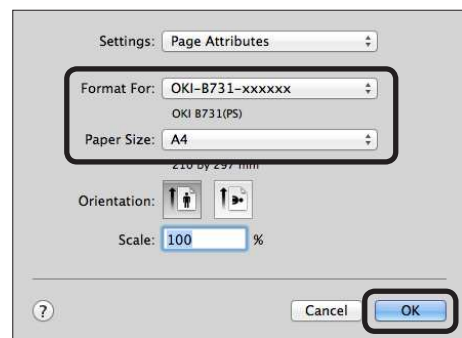 Settings: Page Attributes
Format For: OKI-B731-xxxxxx
OKI B731(PS)
Paper Size: A4
210 by 297 mm
Orientation:
Scale: 100 %
? Cancel OK